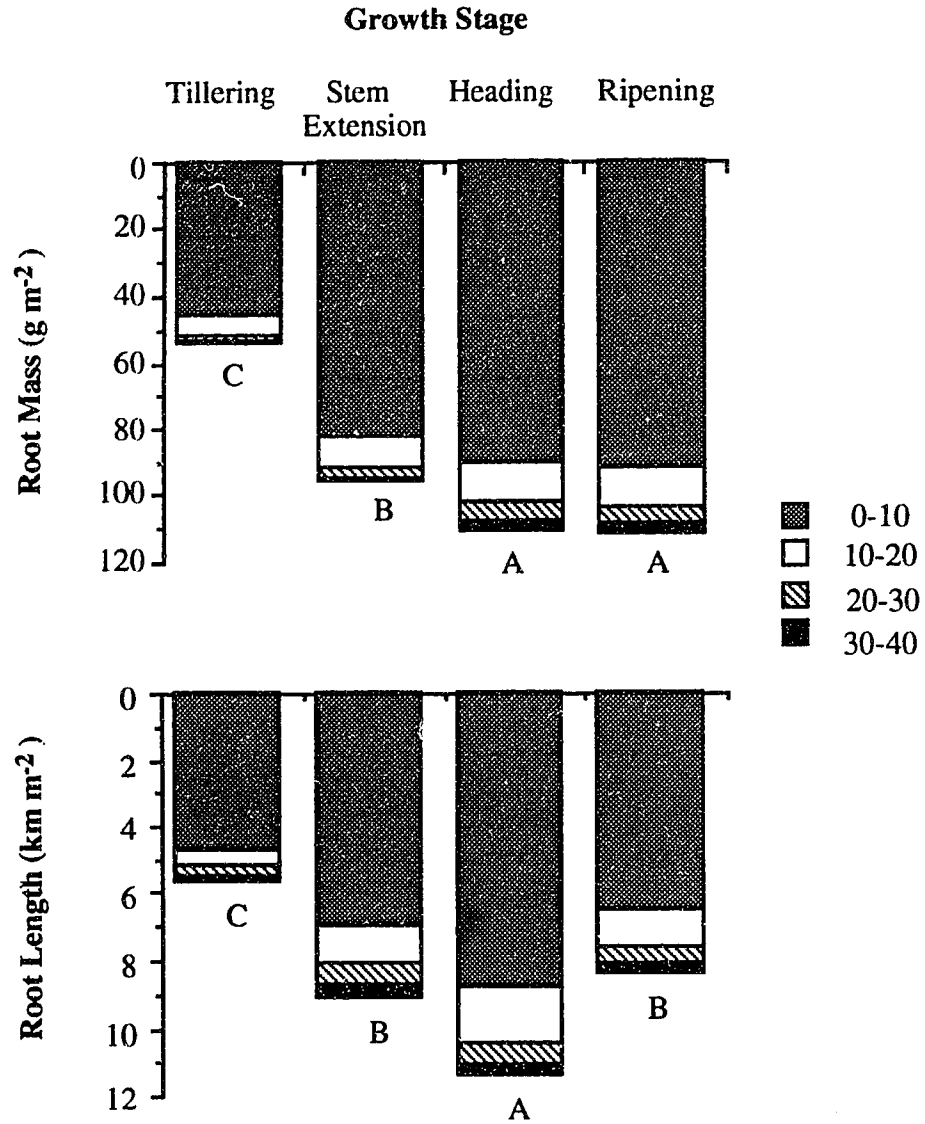 Growth Stage
Tillering Stem Extension Heading Ripening
Root Mass (g m⁻²)
0
20
40
60
80
100
120
C
B
A
A
0-10
10-20
20-30
30-40
Root Length (km m⁻²)
0
2
4
6
8
10
12
C
B
A
B